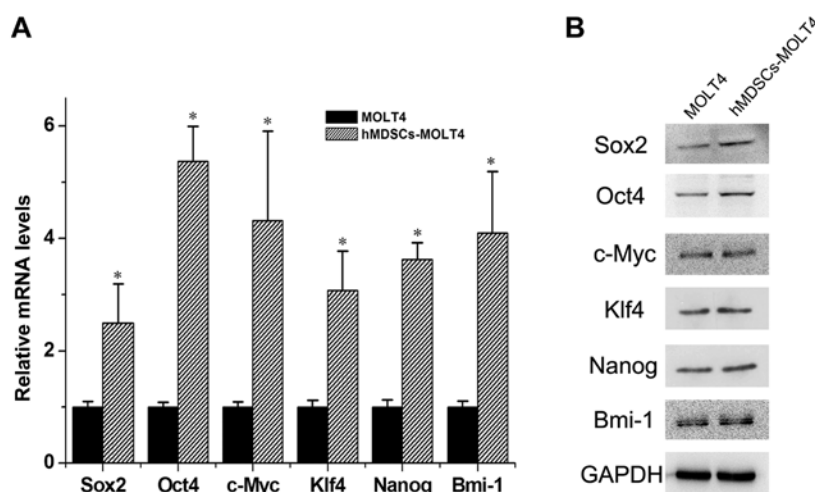 A
Relative mRNA levels
6
4
2
0
MOLT4
hMDSCs-MOLT4
*
*
*
*
*
*
Sox2 Oct4 c-Myc Klf4 Nanog Bmi-1
B
MOLT4
hMDSCs-MOLT4
Sox2
Oct4
c-Myc
Klf4
Nanog
Bmi-1
GAPDH